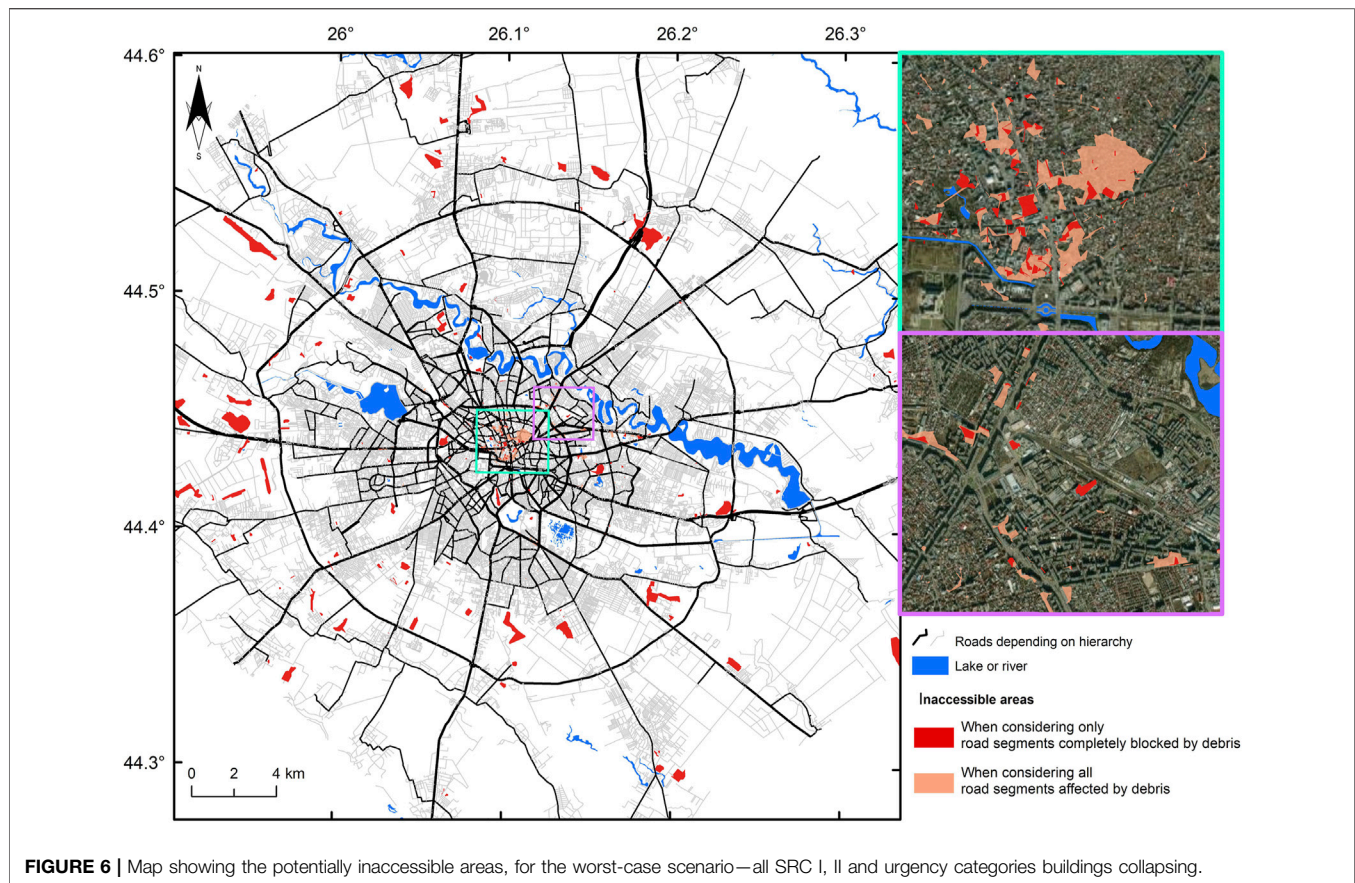 26° 26.1° 26.2° 26.3°
44.6°
N
S
44.5°
44.4°
44.3°
0 2 4 km
Roads depending on hierarchy
Lake or river
Inaccessible areas
When considering only
road segments completely blocked by debris
When considering all
road segments affected by debris
FIGURE 6 | Map showing the potentially inaccessible areas, for the worst-case scenario—all SRC I, II and urgency categories buildings collapsing.